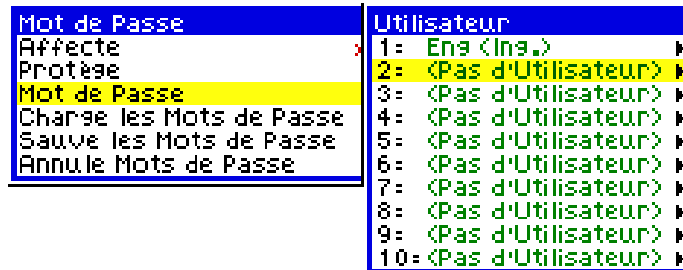 Mot de Passe
Affecte
Protège
Mot de Passe
Charge les Mots de Passe
Sauve les Mots de Passe
Annule Mots de Passe
Utilisateur
1: Eng (Ing.)
2: <Pas d'Utilisateur>
3: <Pas d'Utilisateur>
4: <Pas d'Utilisateur>
5: <Pas d'Utilisateur>
6: <Pas d'Utilisateur>
7: <Pas d'Utilisateur>
8: <Pas d'Utilisateur>
9: <Pas d'Utilisateur>
10: <Pas d'Utilisateur>